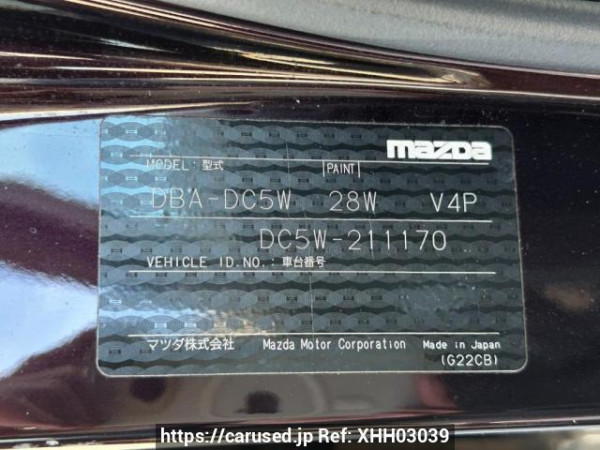 mazda
MODEL：型式 PAINT
DBA-DC5W 28W V4P
DC5W-211170
VEHICLE ID.NO.：車台番号
マツダ株式会社 Mazda Motor Corporation Made in Japan
(G22CB)
https://carused.jp Ref: XHH03039